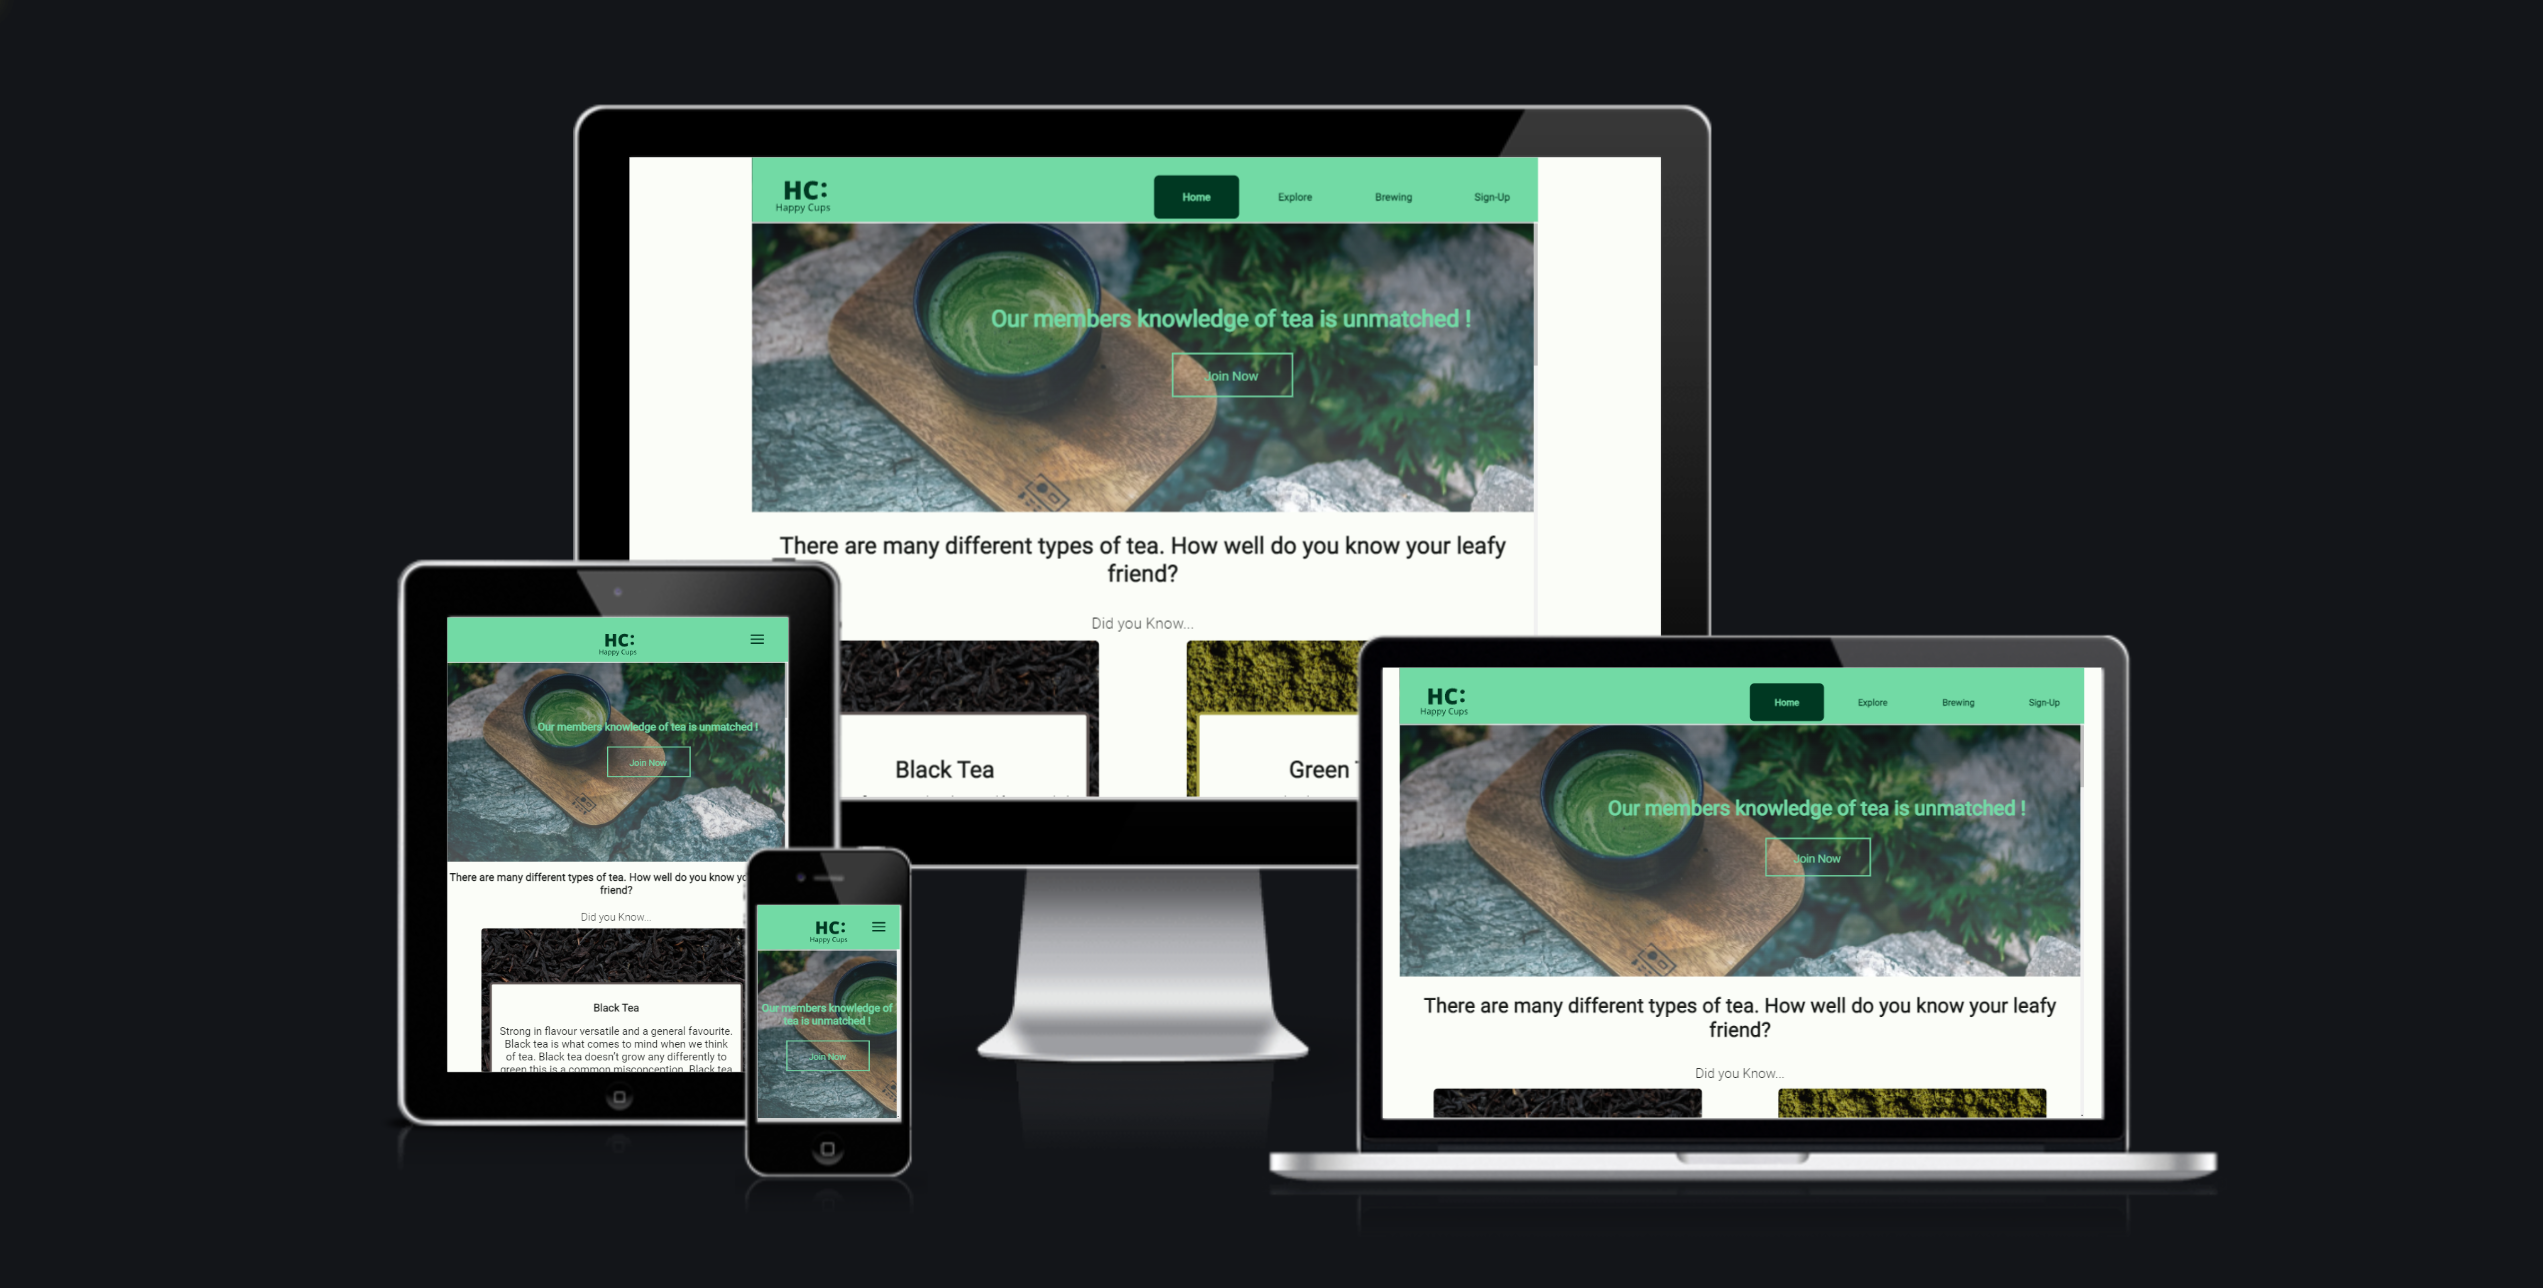 HC:
Happy Cups
Home
Explore
Brewing
Sign-Up
Our members knowledge of tea is unmatched !
Join Now
There are many different types of tea. How well do you know your leafy
friend?
Did you Know...
Black Tea
Green
HC:
Happy Cups
Our members knowledge of tea is unmatched !
Join Now
There are many different types of tea. How well do you know
friend?
Did you Know...
Black Tea
Strong in flavour versatile and a general favourite.
Black tea is what comes to mind when we think
of tea. Black tea doesn't grow any differently to
green this is a common misconception. Black tea
HC:
Happy Cups
Our members knowledge of
tea is unmatched !
Join Now
HC:
Happy Cups
Home
Explore
Brewing
Sign-Up
Our members knowledge of tea is unmatched !
Join Now
There are many different types of tea. How well do you know your leafy
friend?
Did you Know...